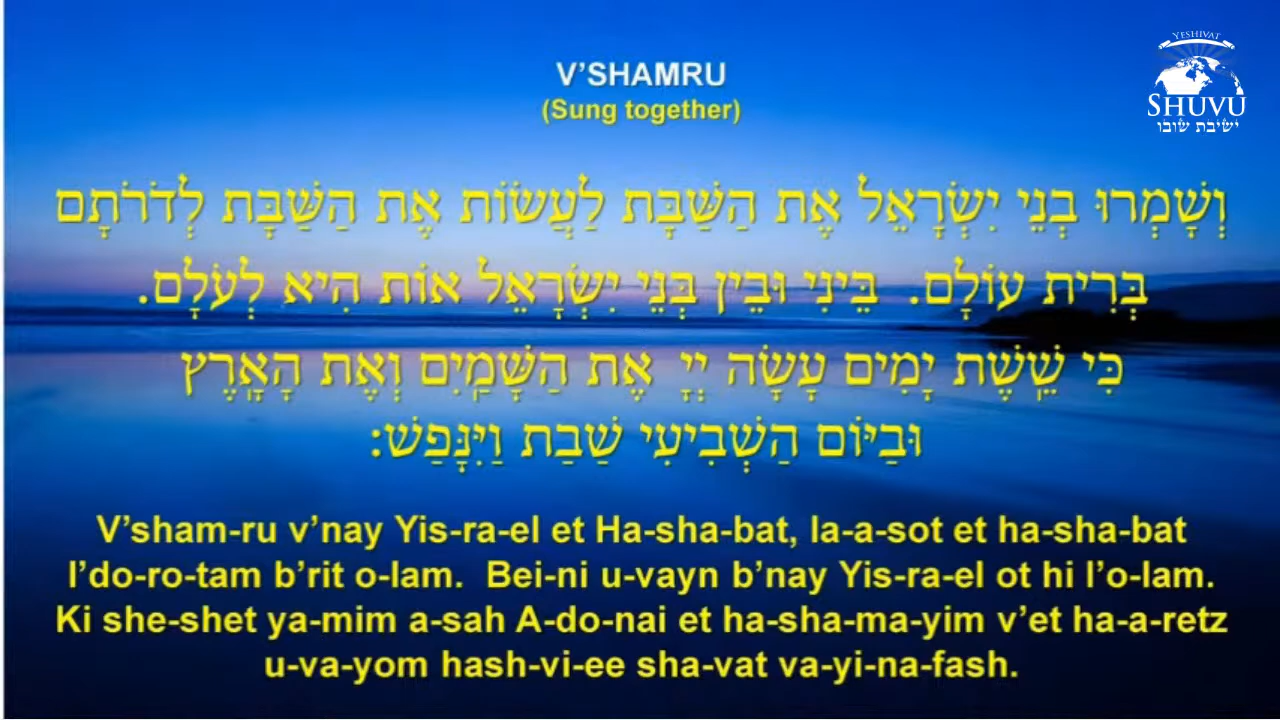 V'SHAMRU
(Sung together)
YESHIVAT
SHUVU
ישיבת שובו
וְשָׁמְרוּ בְנֵי יִשְׂרָאֵל אֶת הַשַּׁבָּת לַעֲשׂוֹת אֶת הַשַּׁבָּת לְדֹרֹתָם
בְּרִית עוֹלָם. בֵּינִי וּבֵין בְּנֵי יִשְׂרָאֵל אוֹת הִיא לְעֹלָם.
כִּי שֵׁשֶׁת יָמִים עָשָׂה יְיָ אֶת הַשָּׁמַיִם וְאֶת הָאָרֶץ
וּבַיּוֹם הַשְּׁבִיעִי שָׁבַת וַיִּנָּפַשׁ:
V'sham-ru v'nay Yis-ra-el et Ha-sha-bat, la-a-sot et ha-sha-bat
l'do-ro-tam b'rit o-lam. Bei-ni u-vayn b'nay Yis-ra-el ot hi l'o-lam.
Ki she-shet ya-mim a-sah A-do-nai et ha-sha-ma-yim v'et ha-a-retz
u-va-yom hash-vi-ee sha-vat va-yi-na-fash.